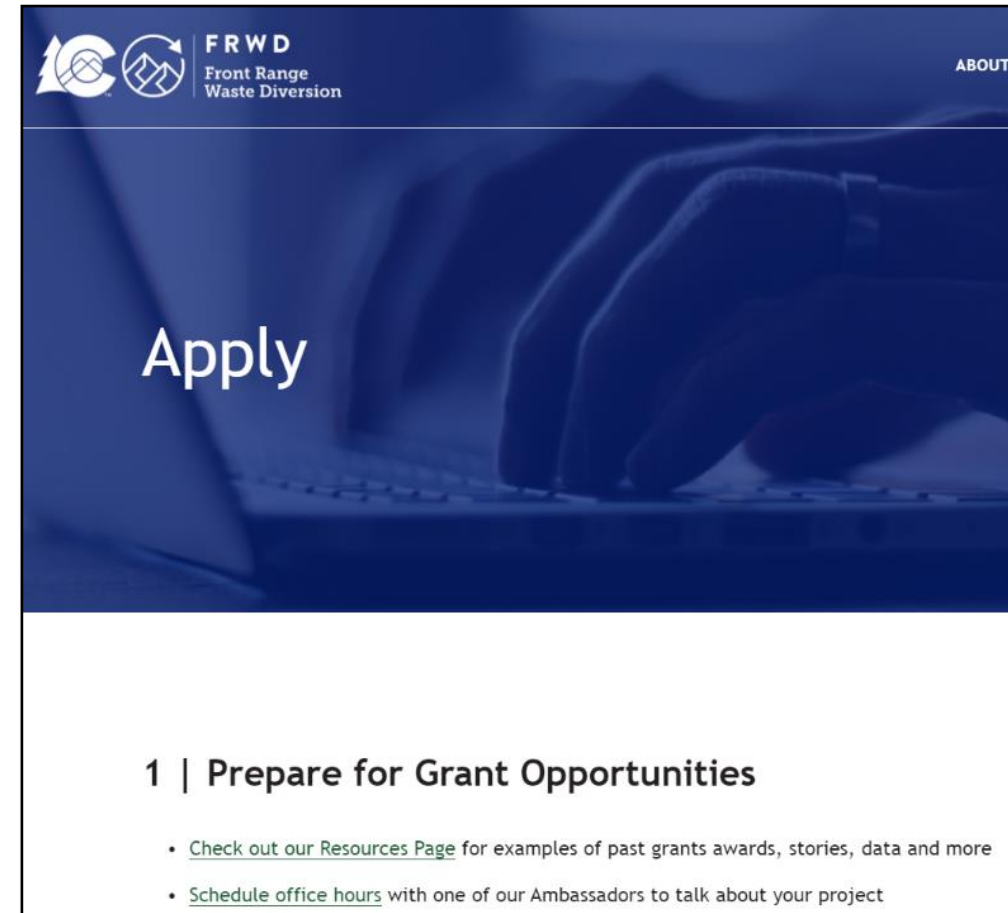 FRWD
Front Range
Waste Diversion
ABOUT
Apply
1 | Prepare for Grant Opportunities
• Check out our Resources Page for examples of past grants awards, stories, data and more
• Schedule office hours with one of our Ambassadors to talk about your project